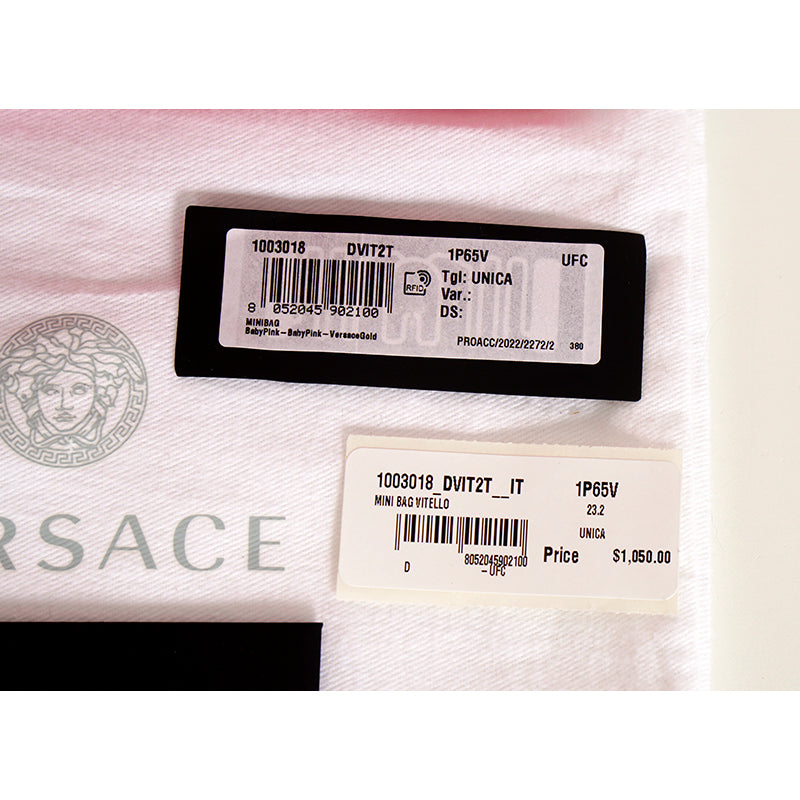 1003018 DVIT2T 1P65V UFC
RFID
Tgl: UNICA
Var.:
DS:
8 052045 902100
MINIBAG
BabyPink-BabyPink-VersaceGold
PROACC/2022/2272/2 380
RSACE
1003018_DVIT2T__IT 1P65V
MINI BAG VITELLO 23.2
UNICA
8052045902100
Price $1,050.00
D -UFC